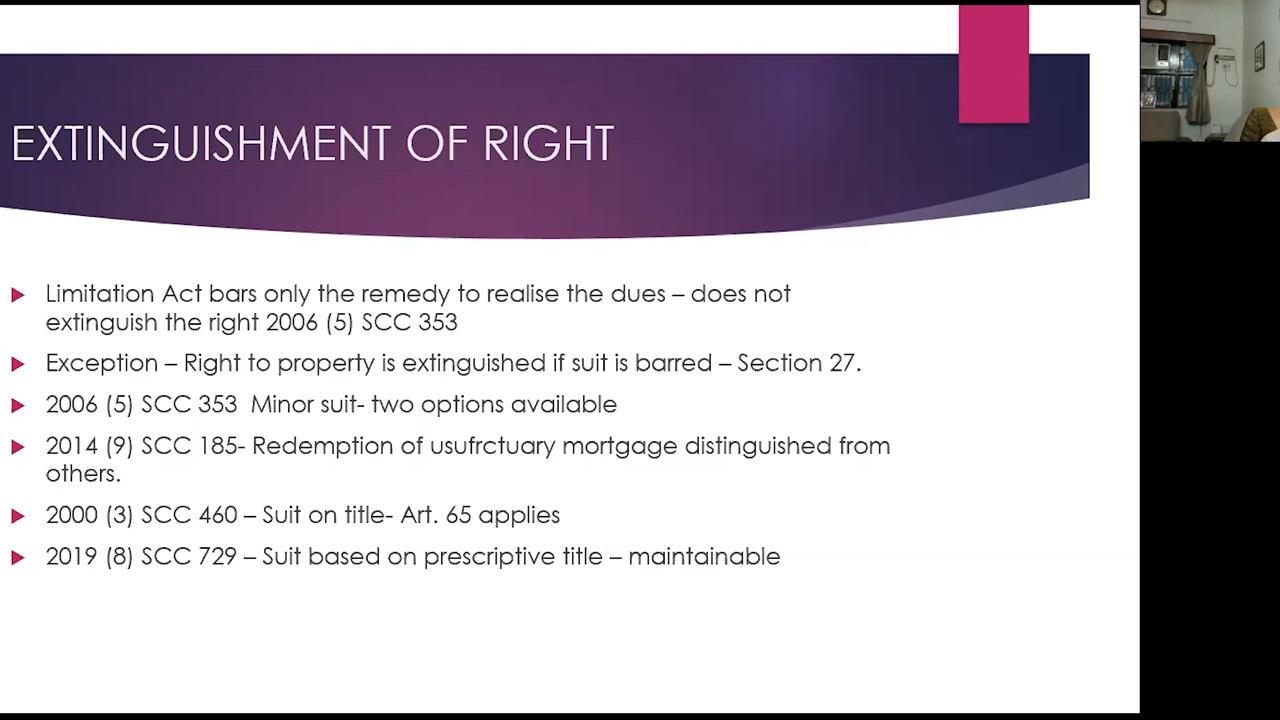 EXTINGUISHMENT OF RIGHT
Limitation Act bars only the remedy to realise the dues – does not
extinguish the right 2006 (5) SCC 353
Exception – Right to property is extinguished if suit is barred – Section 27.
2006 (5) SCC 353  Minor suit- two options available
2014 (9) SCC 185- Redemption of usufrctuary mortgage distinguished from
others.
2000 (3) SCC 460 – Suit on title- Art. 65 applies
2019 (8) SCC 729 – Suit based on prescriptive title – maintainable